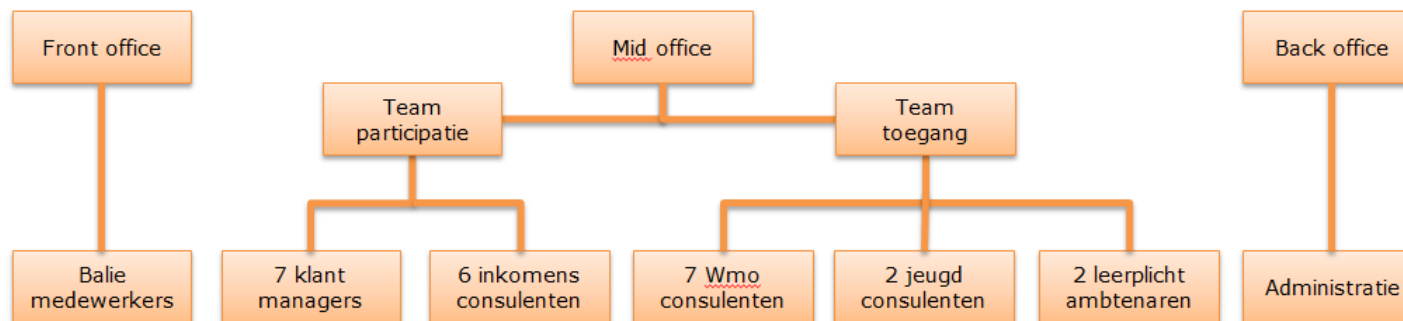 Front office
Mid office
Back office
Team
participatie
Team
toegang
Balie
medewerkers
7 klant
managers
6 inkomens
consulenten
7 Wmo
consulenten
2 jeugd
consulenten
2 leerplicht
ambtenaren
Administratie